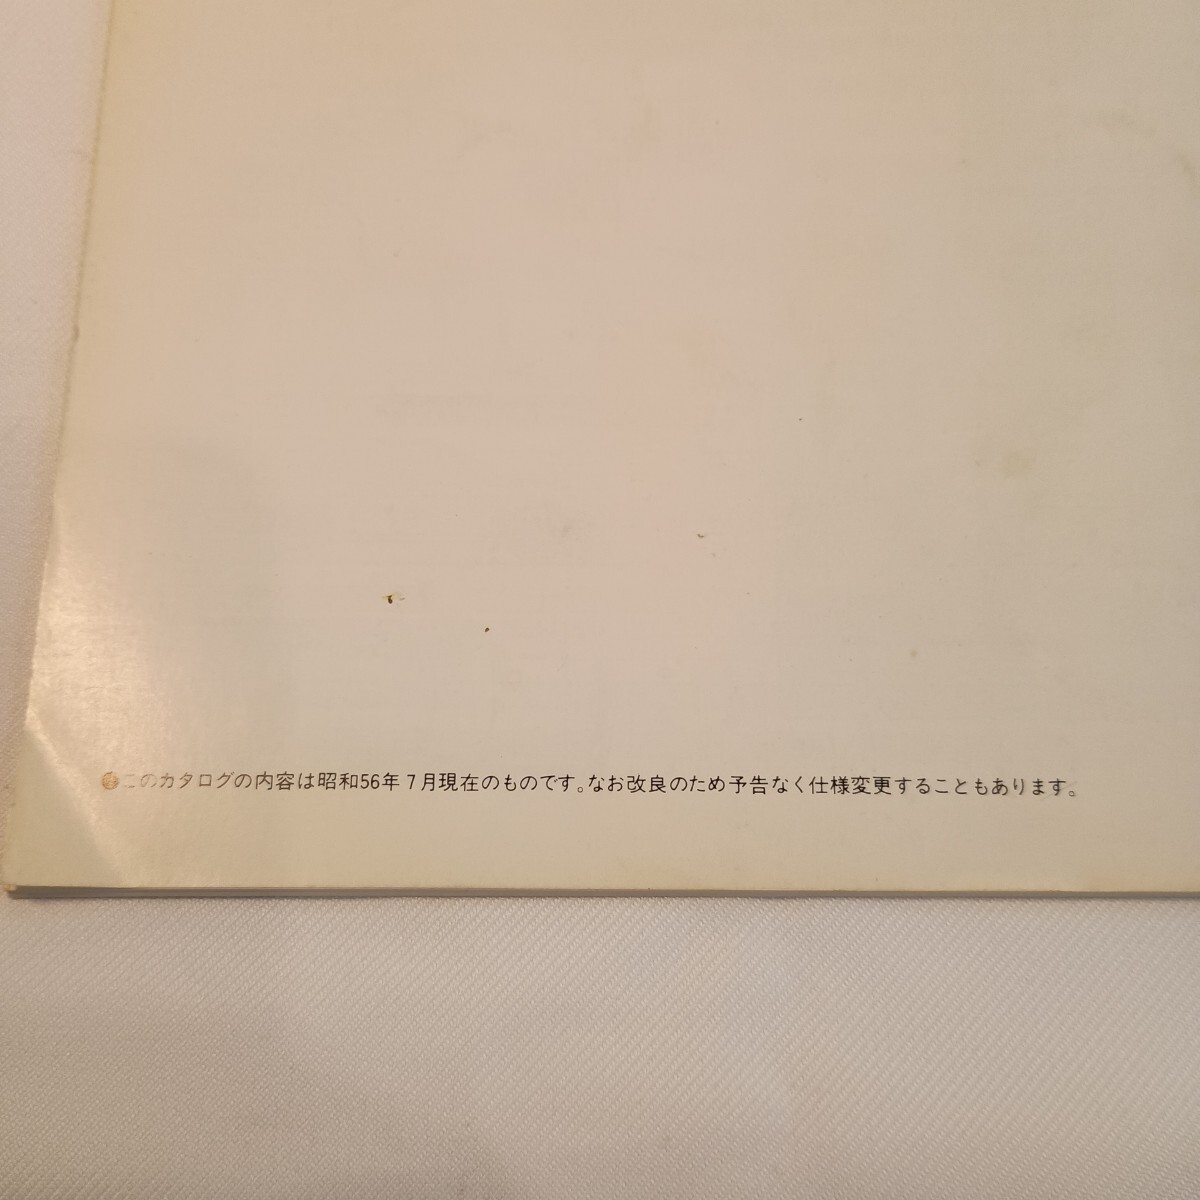 ●このカタログの内容は昭和56年7月現在のものです。なお改良のため予告なく仕様変更することもあります。